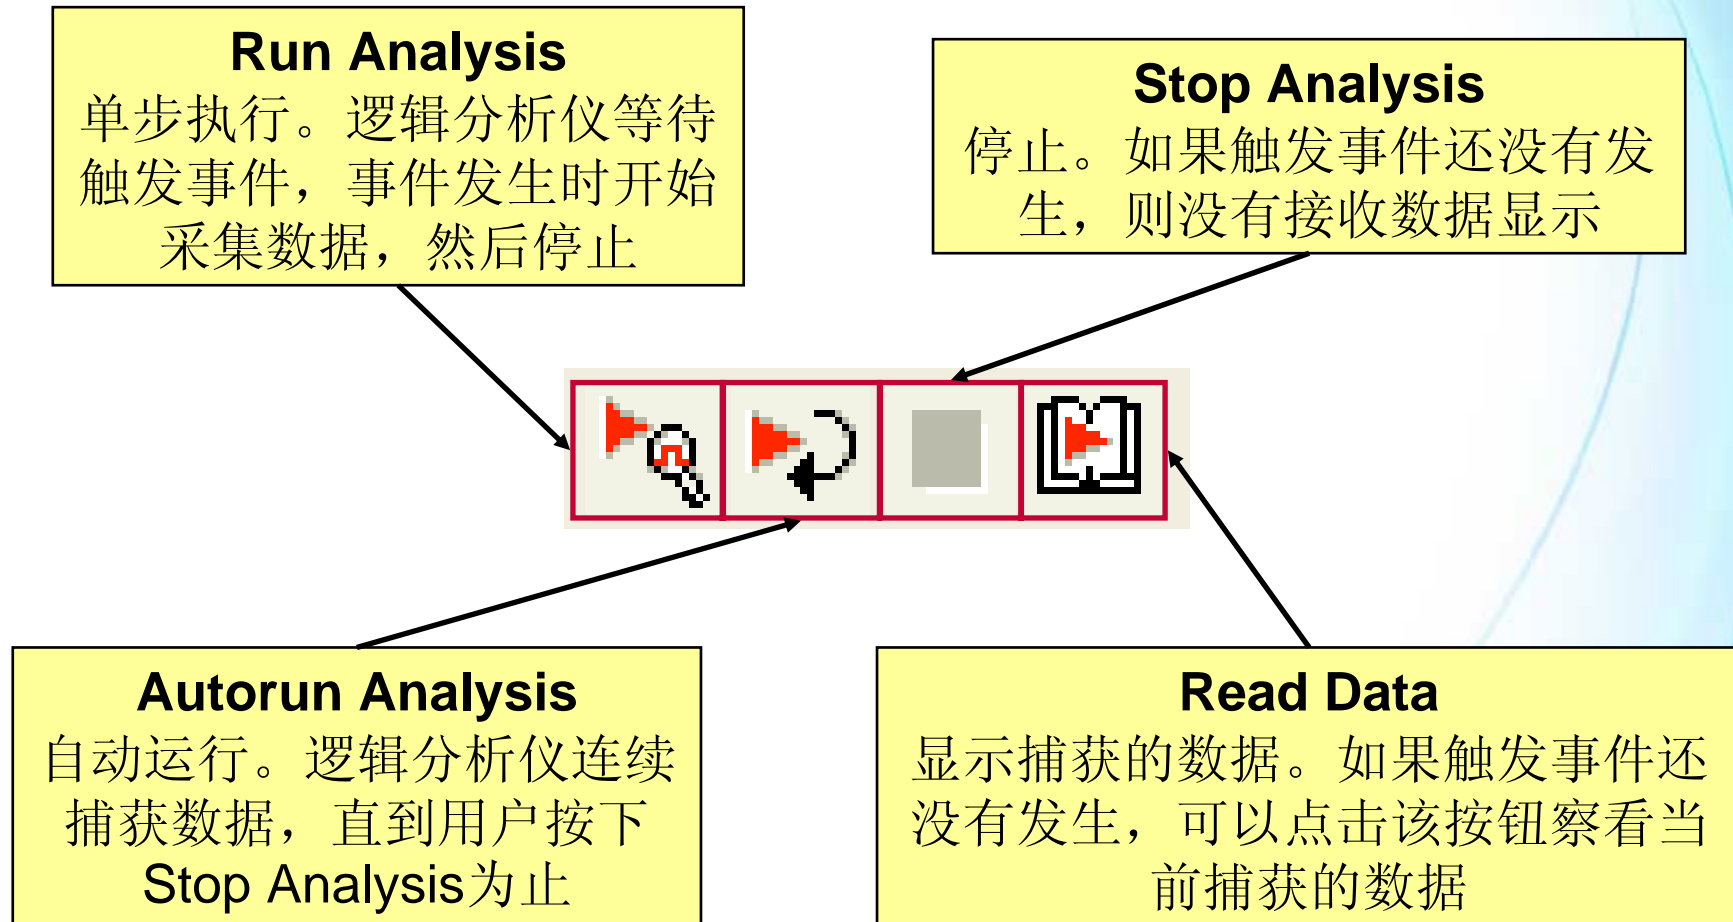 Run Analysis
单步执行。逻辑分析仪等待
触发事件，事件发生时开始
采集数据，然后停止
Stop Analysis
停止。如果触发事件还没有发
生，则没有接收数据显示
Autorun Analysis
自动运行。逻辑分析仪连续
捕获数据，直到用户按下
Stop Analysis为止
Read Data
显示捕获的数据。如果触发事件还
没有发生，可以点击该按钮察看当
前捕获的数据